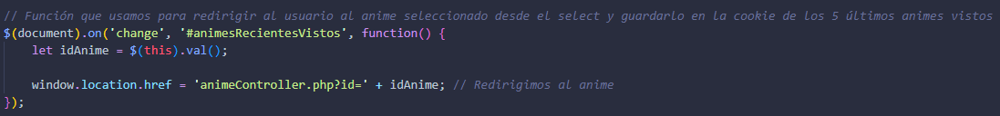 // Función que usamos para redirigir al usuario al anime seleccionado desde el select y guardarlo en la cookie de los 5 últimos animes vistos
$(document).on('change', '#animesRecientesVistos', function() {
    let idAnime = $(this).val();

    window.location.href = 'animeController.php?id=' + idAnime; // Redirigimos al anime
});